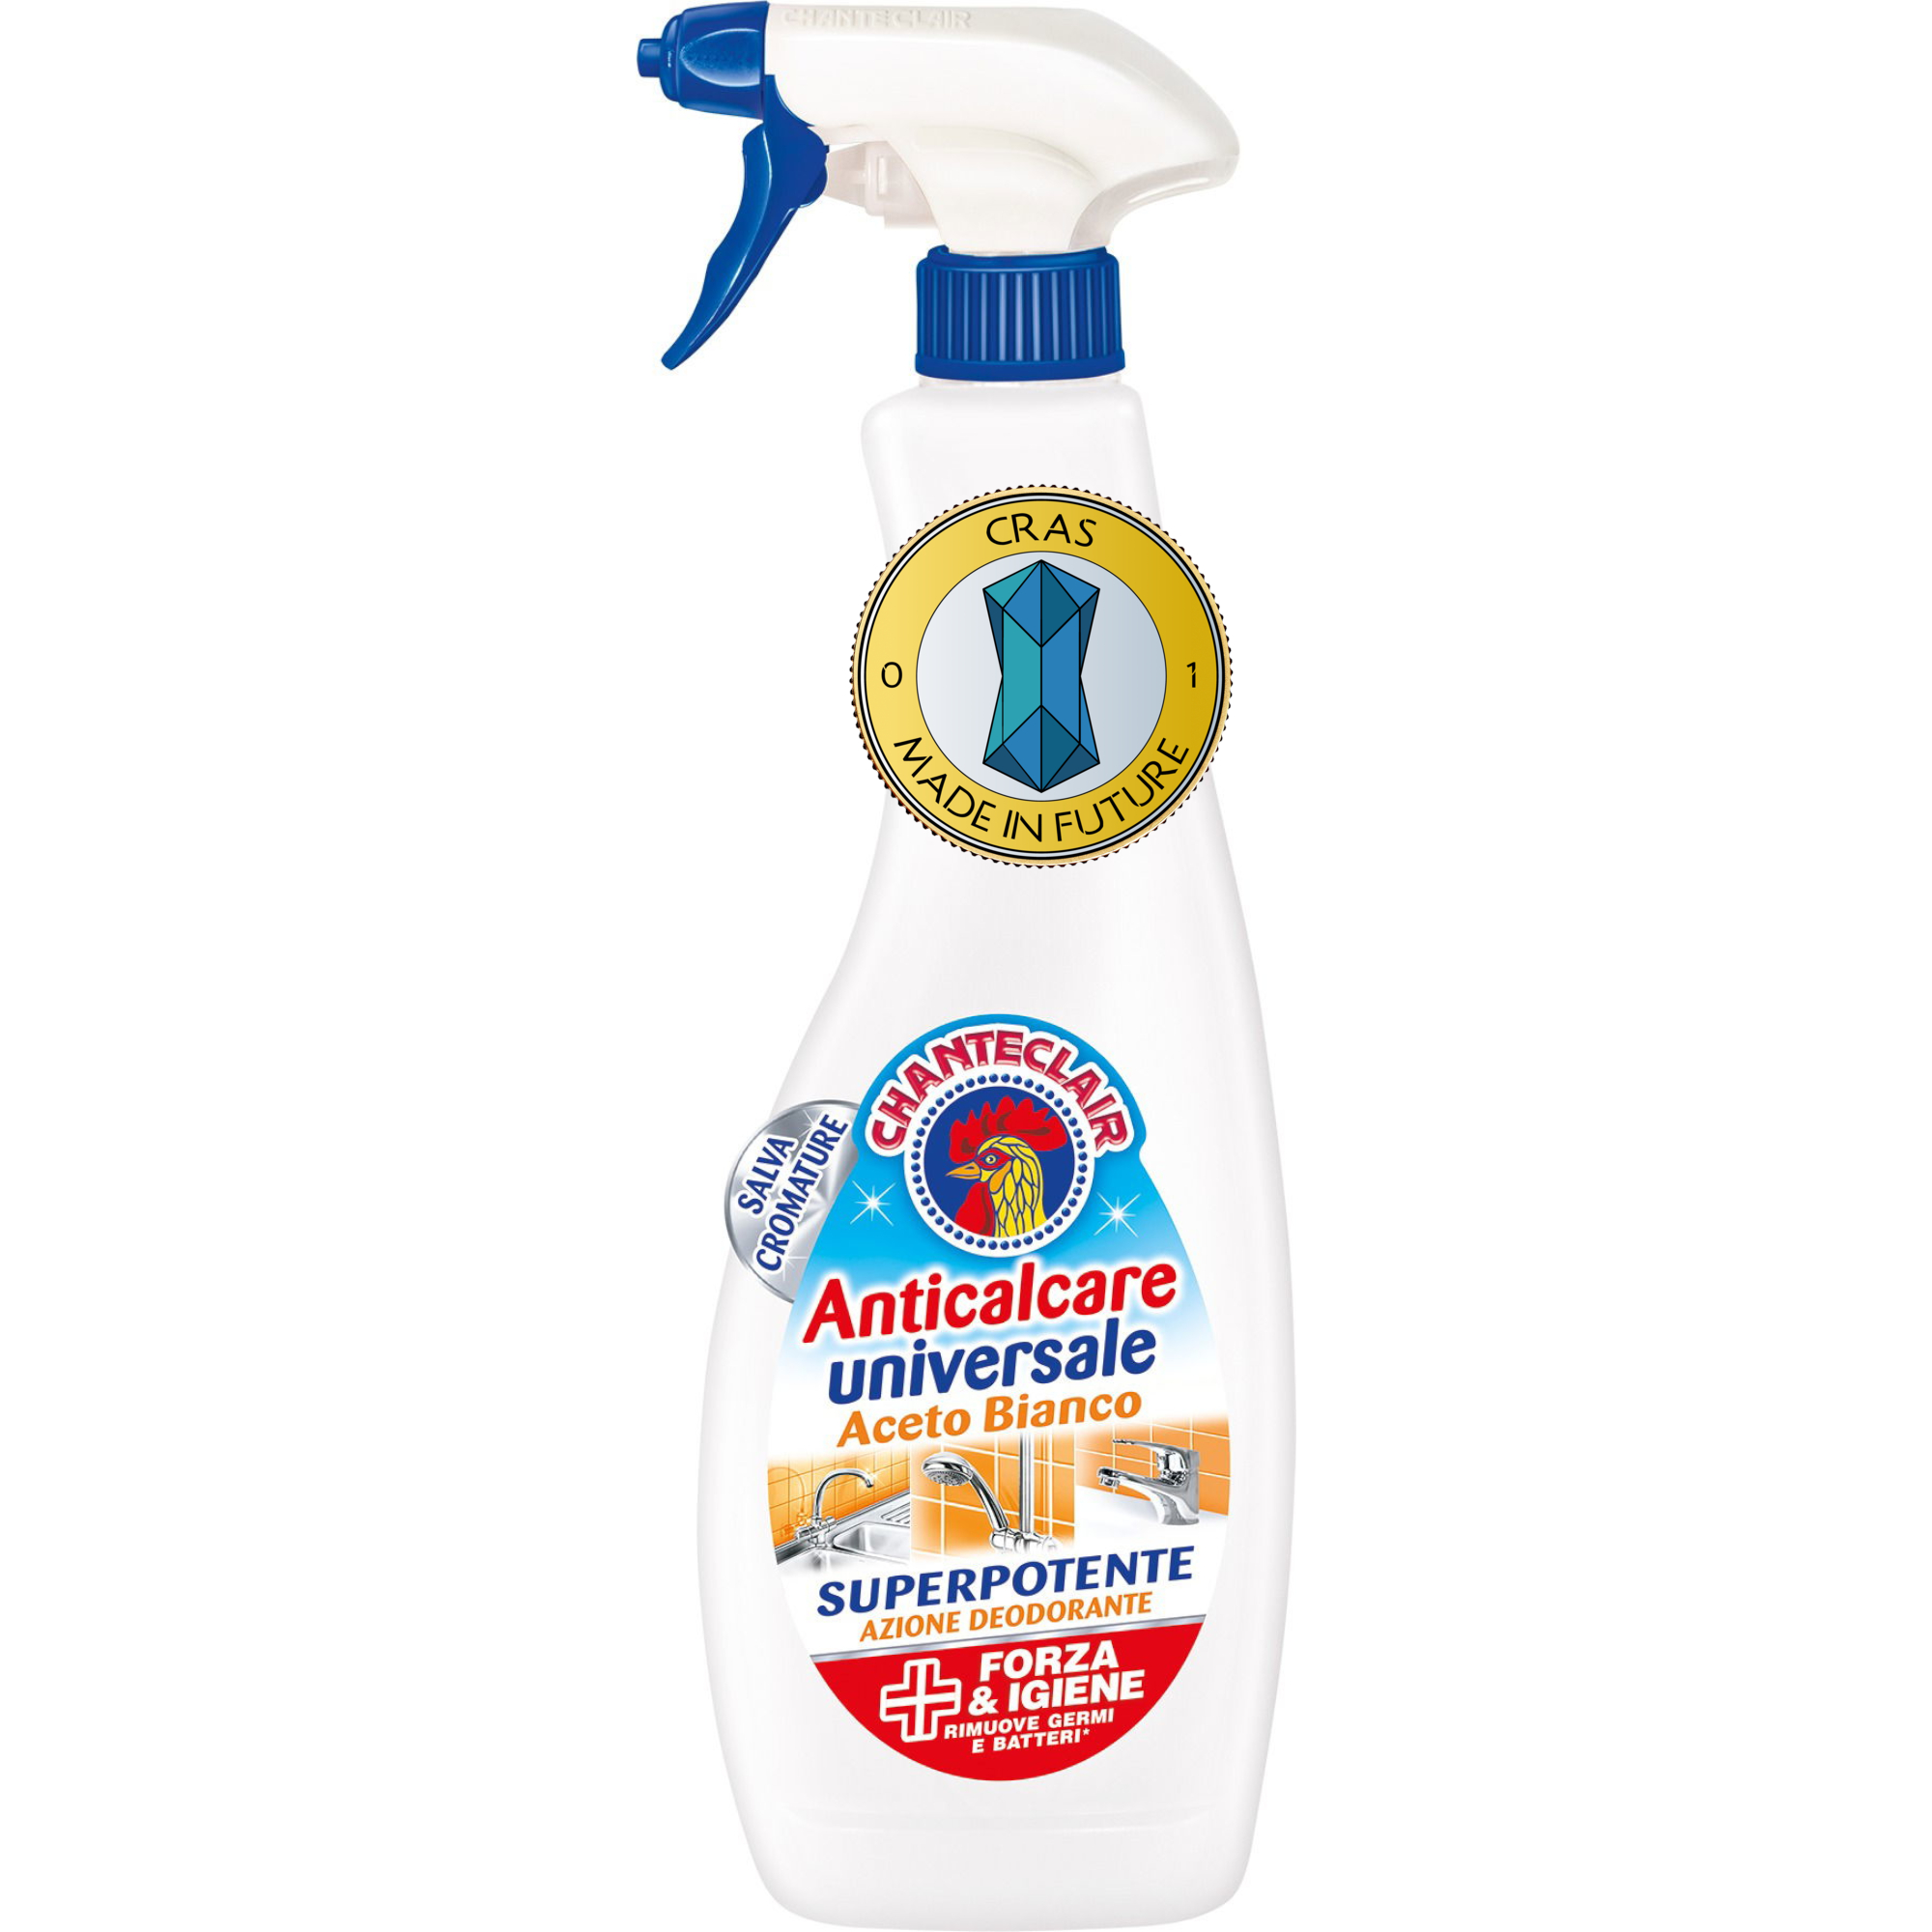 CHANTECLAIR
CRAS
0
1
MADE IN FUTURE
CHANTECLAIR
SALVA
CROMATURE
Anticalcare
universale
Aceto Bianco
SUPERPOTENTE
AZIONE DEODORANTE
FORZA
& IGIENE
RIMUOVE GERMI
E BATTERI*